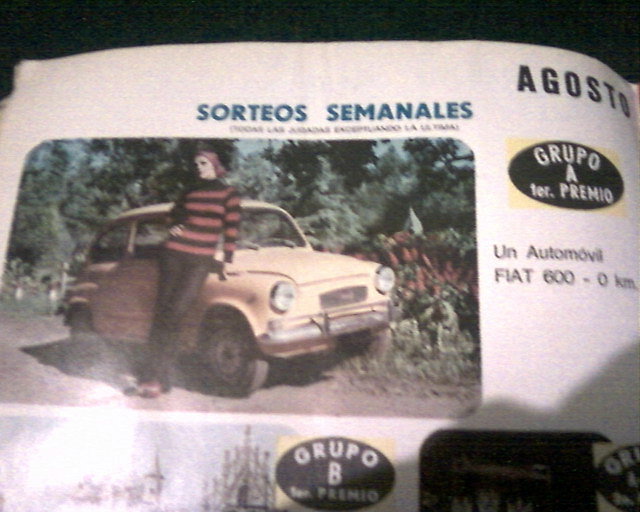 AGOSTO
SORTEOS SEMANALES
(TODAS LAS JUGADAS EXCEPTUANDO LA ULTIMA)
GRUPO
A
1er. PREMIO
Un Automóvil
FIAT 600 - 0 km.
GRUPO
B
1er. PREMIO